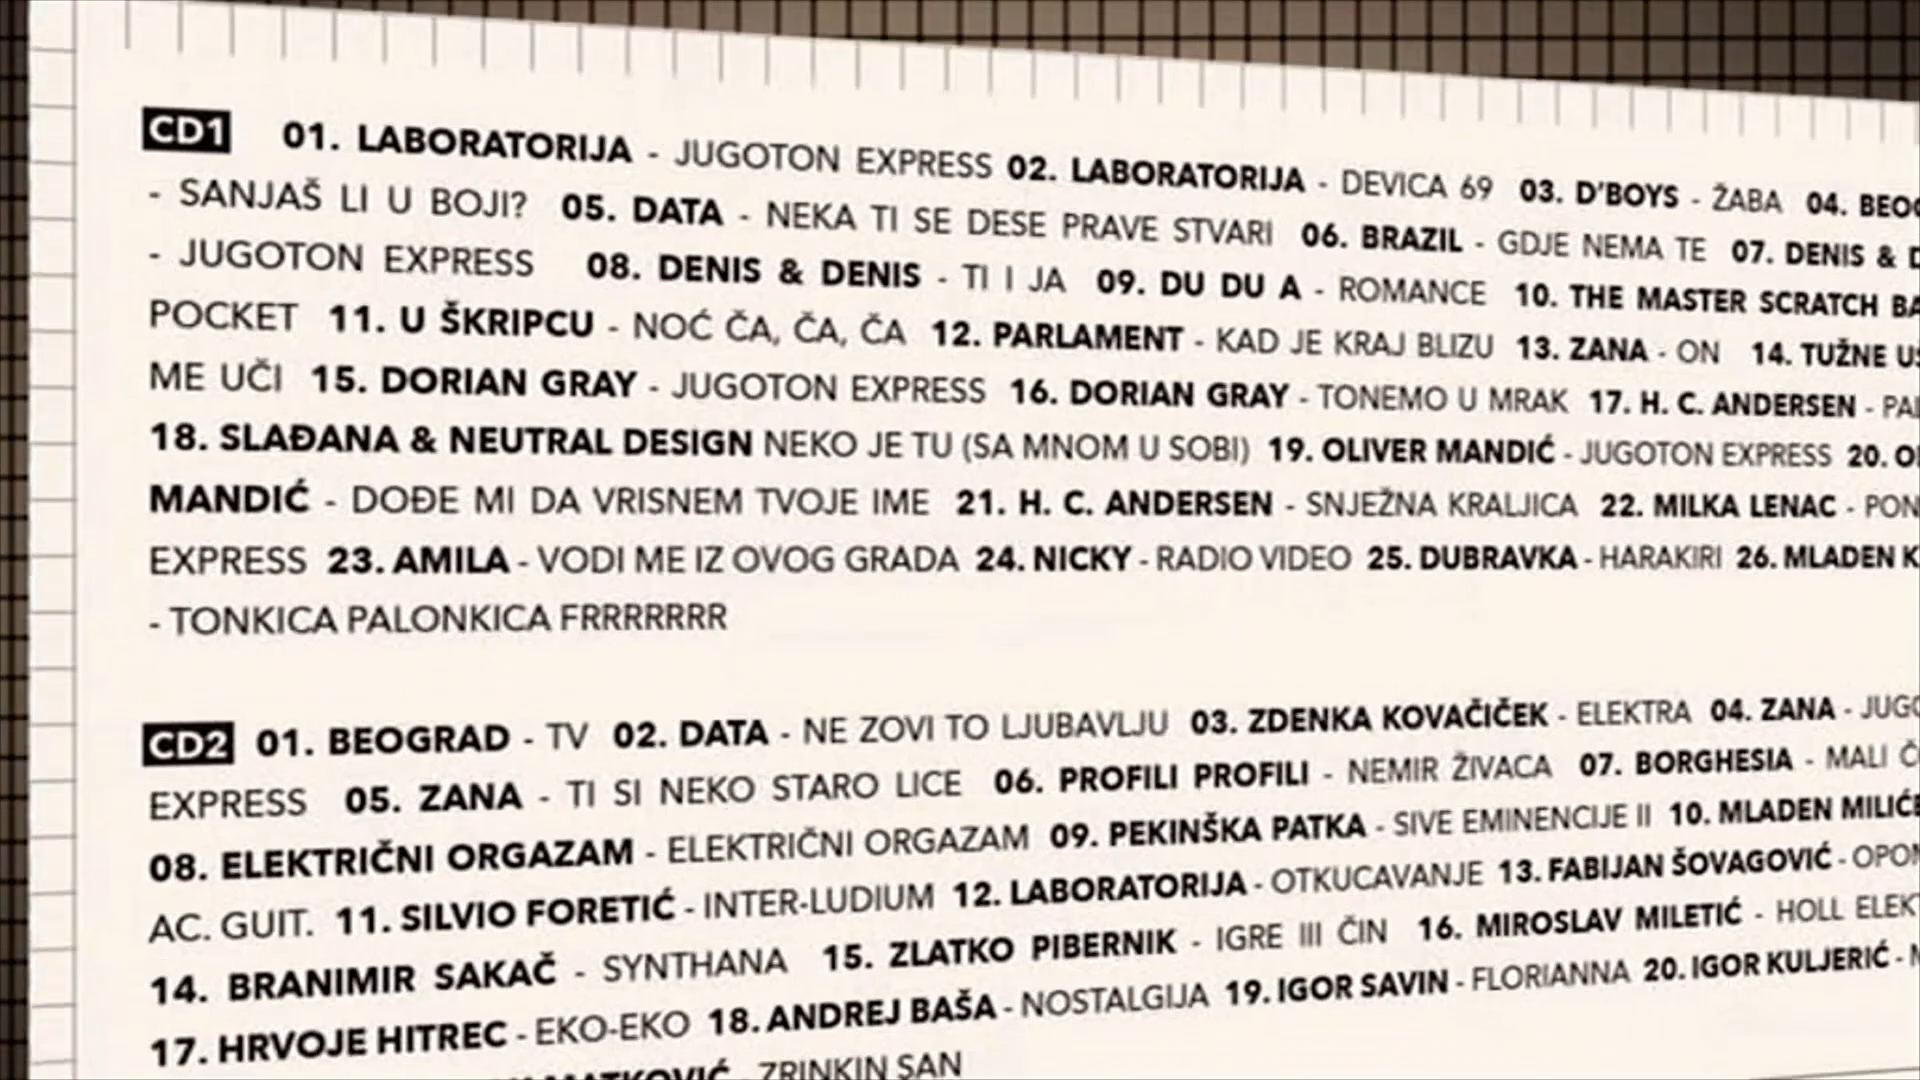 CD1 01. LABORATORIJA - JUGOTON EXPRESS 02. LABORATORIJA - DEVICA 69 03. D'BOYS - ŽABA 04.
- SANJAŠ LI U BOJI? 05. DATA - NEKA TI SE DESE PRAVE STVARI 06. BRAZIL - GDJE NEMA TE 07. DENIS &
- JUGOTON EXPRESS 08. DENIS & DENIS - TI I JA 09. DU DU A - ROMANCE 10. THE MASTER SCRATCH
POCKET 11. U ŠKRIPCU - NOĆ ČA, ČA, ČA 12. PARLAMENT - KAD JE KRAJ BLIZU 13. ZANA - ON 14. TUŽNE
ME UČI 15. DORIAN GRAY - JUGOTON EXPRESS 16. DORIAN GRAY - TONEMO U MRAK 17. H. C. ANDERSEN -
18. SLAĐANA & NEUTRAL DESIGN NEKO JE TU (SA MNOM U SOBI) 19. OLIVER MANDIĆ - JUGOTON EXPRESS 20.
MANDIĆ - DOĐE MI DA VRISNEM TVOJE IME 21. H. C. ANDERSEN - SNJEŽNA KRALJICA 22. MILKA LENAC -
EXPRESS 23. AMILA - VODI ME IZ OVOG GRADA 24. NICKY - RADIO VIDEO 25. DUBRAVKA - HARAKIRI 26. MLADEN
- TONKICA PALONKICA FRRRRRRR
CD2 01. BEOGRAD - TV 02. DATA - NE ZOVI TO LJUBAVLJU 03. ZDENKA KOVAČIČEK - ELEKTRA 04. ZANA -
EXPRESS 05. ZANA - TI SI NEKO STARO LICE 06. PROFILI PROFILI - NEMIR ŽIVACA 07. BORGHESIA - MALI
08. ELEKTRIČNI ORGAZAM - ELEKTRIČNI ORGAZAM 09. PEKINŠKA PATKA - SIVE EMINENCIJE II 10. MLADEN
AC. GUIT. 11. SILVIO FORETIĆ - INTER-LUDIUM 12. LABORATORIJA - OTKUCAVANJE 13. FABIJAN ŠOVAGOVIĆ -
14. BRANIMIR SAKAČ - SYNTHANA 15. ZLATKO PIBERNIK - IGRE III ČIN 16. MIROSLAV MILETIĆ - HOLL
17. HRVOJE HITREC - EKO-EKO 18. ANDREJ BAŠA - NOSTALGIJA 19. IGOR SAVIN - FLORIANNA 20. IGOR KULJERIĆ -
- ZRINKIN SAN